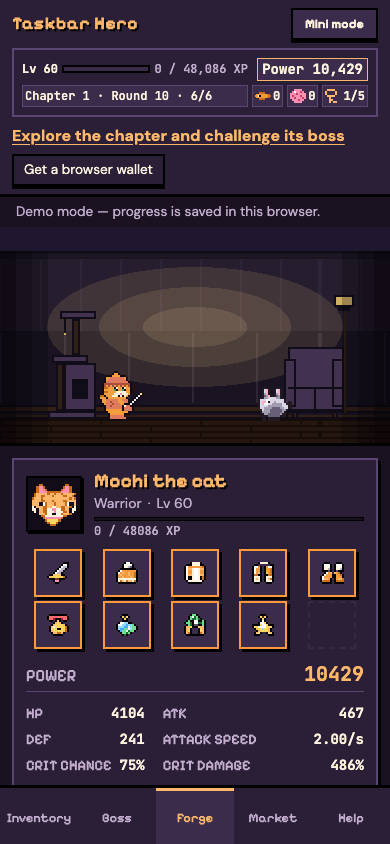 Taskbar Hero
Mini mode
Lv 60 0 / 48,086 XP Power 10,429
Chapter 1 · Round 10 · 6/6 0 0 1/5
Explore the chapter and challenge its boss
Get a browser wallet
Demo mode — progress is saved in this browser.
Mochi the cat
Warrior · Lv 60
0 / 48086 XP
POWER 10429
HP 4104 ATK 467
DEF 241 ATTACK SPEED 2.00/s
CRIT CHANCE 75% CRIT DAMAGE 486%
Inventory Boss Forge Market Help